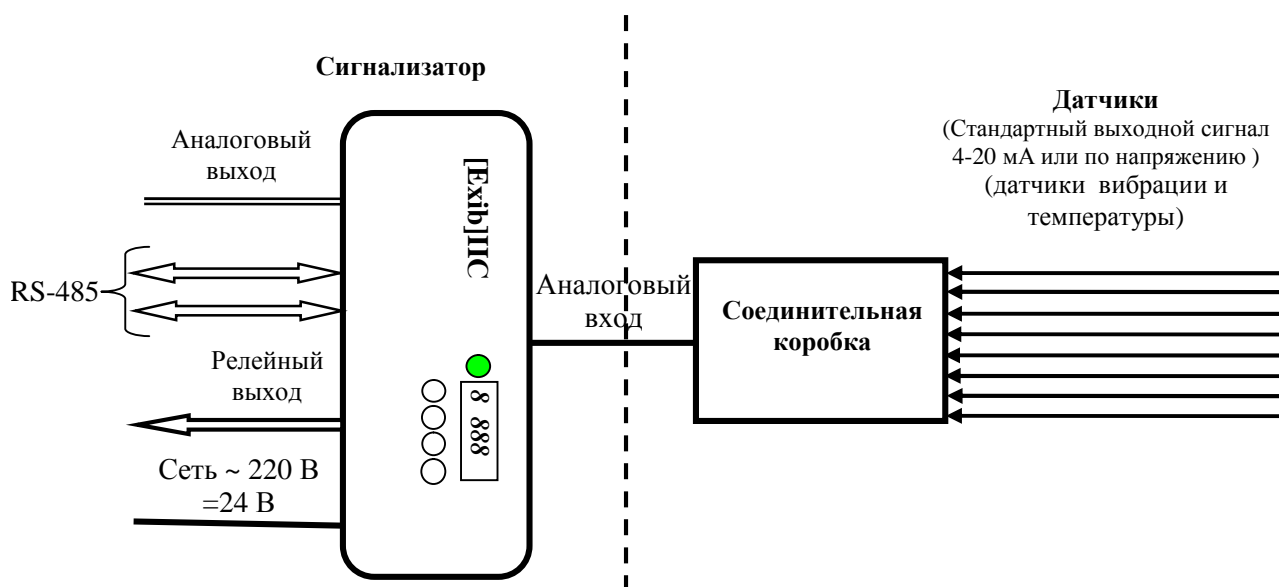 Сигнализатор
Аналоговый
выход
RS-485
Релейный
выход
Сеть ~ 220 В
=24 В
[Exib]IIC
8 888
Аналоговый
вход
Соединительная
коробка
Датчики
(Стандартный выходной сигнал
4-20 мА или по напряжению )
(датчики вибрации и
температуры)